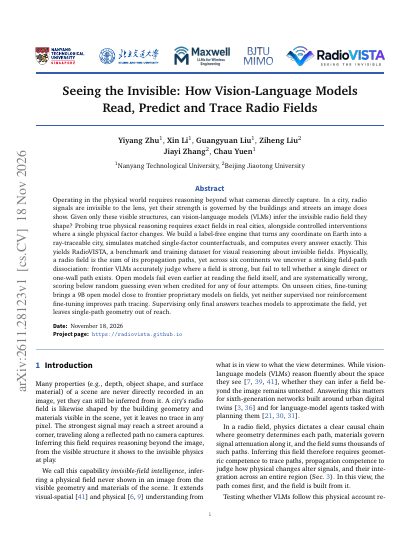 NANYANG
TECHNOLOGICAL
UNIVERSITY
SINGAPORE
Maxwell
LLMs for Wireless
Engineering
BJTU
MIMO
RadioVISTA
SEEING THE INVISIBLE
Seeing the Invisible: How Vision-Language Models
Read, Predict and Trace Radio Fields
Yiyang Zhu1, Xin Li1, Guangyuan Liu1, Ziheng Liu2
Jiayi Zhang2, Chau Yuen1
1Nanyang Technological University, 2Beijing Jiaotong University
Abstract
Operating in the physical world requires reasoning beyond what cameras directly capture. In a city,
radio signals are invisible to the lens, yet their strength is governed by the buildings and streets an image does
show. Given only these visible structures, can vision-language models (VLMs) infer the invisible radio field they
shape? Probing true physical reasoning requires exact fields in real cities, alongside controlled interventions
where a single physical factor changes. We build a label-free engine that turns any coordinate on Earth into a
ray-traceable city, simulates matched single-factor counterfactuals, and computes every answer exactly. This
yields RadioVISTA, a benchmark and training dataset for visual reasoning about invisible fields. Physically, a
radio field is the sum of its propagation paths, yet across six continents we uncover a striking field-path
dissociation: frontier VLMs accurately judge where a field is strong, but fail to tell whether a single direct or
one-wall path exists. Open models fail even earlier at reading the field itself, and are systematically wrong,
scoring below random guessing even when credited for any of four attempts. On unseen cities, fine-tuning
brings a 9B open model close to frontier proprietary models on fields, yet neither supervised nor reinforcement
fine-tuning improves path tracing. Supervising only final answers teaches models to approximate the field, yet
leaves single-path geometry out of reach.
Date: November 18, 2026
Project page: https://radiovista.github.io
arXiv:2611.28123v1 [cs.CV] 18 Nov 2026
1 Introduction
Many properties (e.g., depth, object shape, and surface
material) of a scene are never directly recorded in an
image, yet they can still be inferred from it. A city's radio
field is likewise shaped by the building geometry and
materials visible in the scene, yet it leaves no trace in any
pixel. The strongest signal may reach a street around a
corner, traveling along a reflected path no camera captures.
Inferring this field requires reasoning beyond the image,
from the visible structure it shows to the invisible physics
at play.
We call this capability invisible-field intelligence, infer-
ring a physical field never shown in an image from the
visible geometry and materials of the scene. It extends
visual-spatial [41] and physical [6, 9] understanding from
what is in view to what the view determines. While vision-
language models (VLMs) reason fluently about the space
they see [7, 39, 41], whether they can infer a field be-
yond the image remains untested. Answering this matters
for sixth-generation networks built around urban digital
twins [3, 36] and for language-model agents tasked with
planning them [21, 30, 31].
In a radio field, physics dictates a clear causal chain
where geometry determines each path, materials govern
signal attenuation along it, and the field sums thousands
of such paths. Inferring this field therefore requires geo-
metric competence to trace paths, propagation competence to
judge how physical changes alter signals, and their inte-
gration across an entire region (Sec. 3). In this view, the
path comes first, and the field is built from it.
Testing whether VLMs follow this physical account re-
1